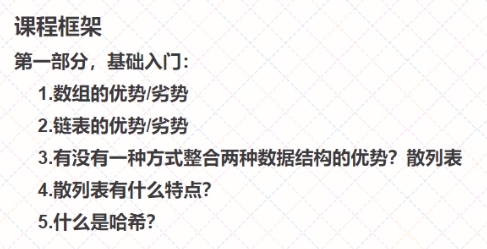 课程框架
第一部分，基础入门：
1.数组的优势/劣势
2.链表的优势/劣势
3.有没有一种方式整合两种数据结构的优势？散列表
4.散列表有什么特点？
5.什么是哈希？